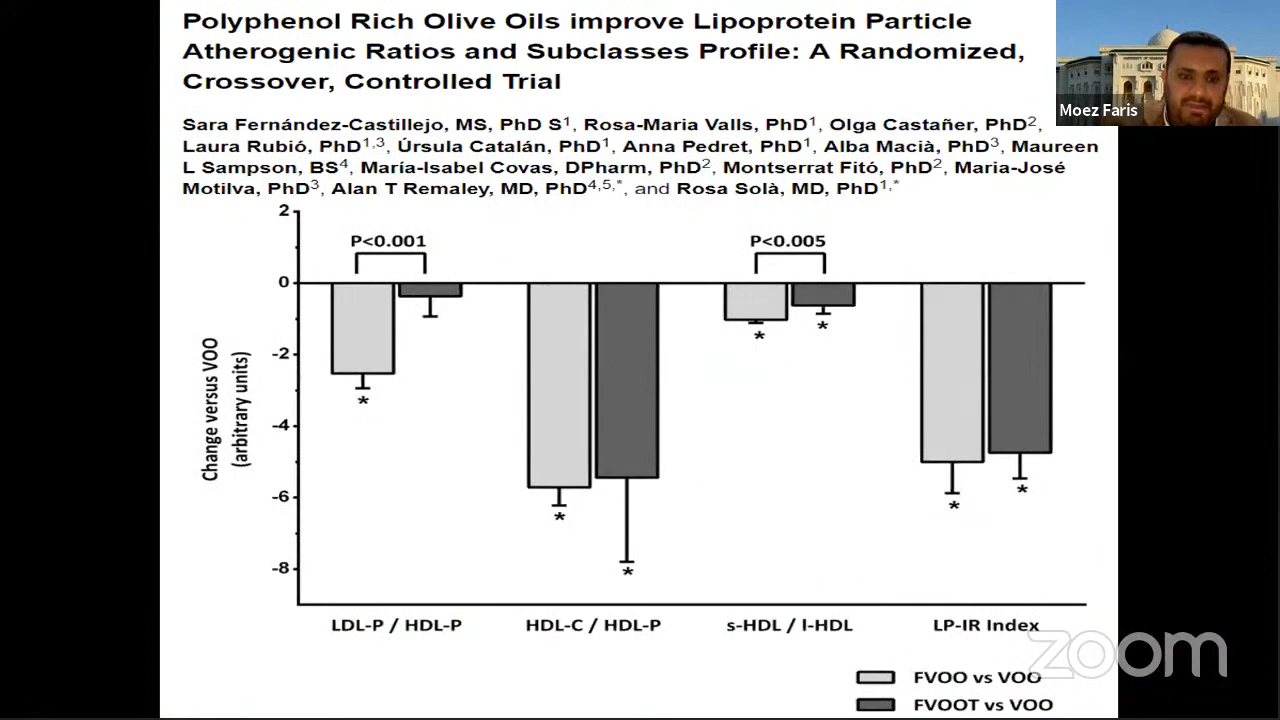 Polyphenol Rich Olive Oils improve Lipoprotein Particle
Atherogenic Ratios and Subclasses Profile: A Randomized,
Crossover, Controlled Trial
Moez Faris
Sara Fernández-Castillejo, MS, PhD S1, Rosa-Maria Valls, PhD1, Olga Castañer, PhD2,
Laura Rubió, PhD1,3, Úrsula Catalán, PhD1, Anna Pedret, PhD1, Alba Macià, PhD3, Maureen
L Sampson, BS4, María-Isabel Covas, DPharm, PhD2, Montserrat Fitó, PhD2, Maria-José
Motilva, PhD3, Alan T Remaley, MD, PhD4,5,*, and Rosa Solà, MD, PhD1,*
2
0
-2
-4
-6
-8
Change versus VOO
(arbitrary units)
P<0.001
P<0.005
*
*
*
*
*
*
*
LDL-P / HDL-P
HDL-C / HDL-P
s-HDL / l-HDL
LP-IR Index
zoom
FVOO vs VOO
FVOOT vs VOO